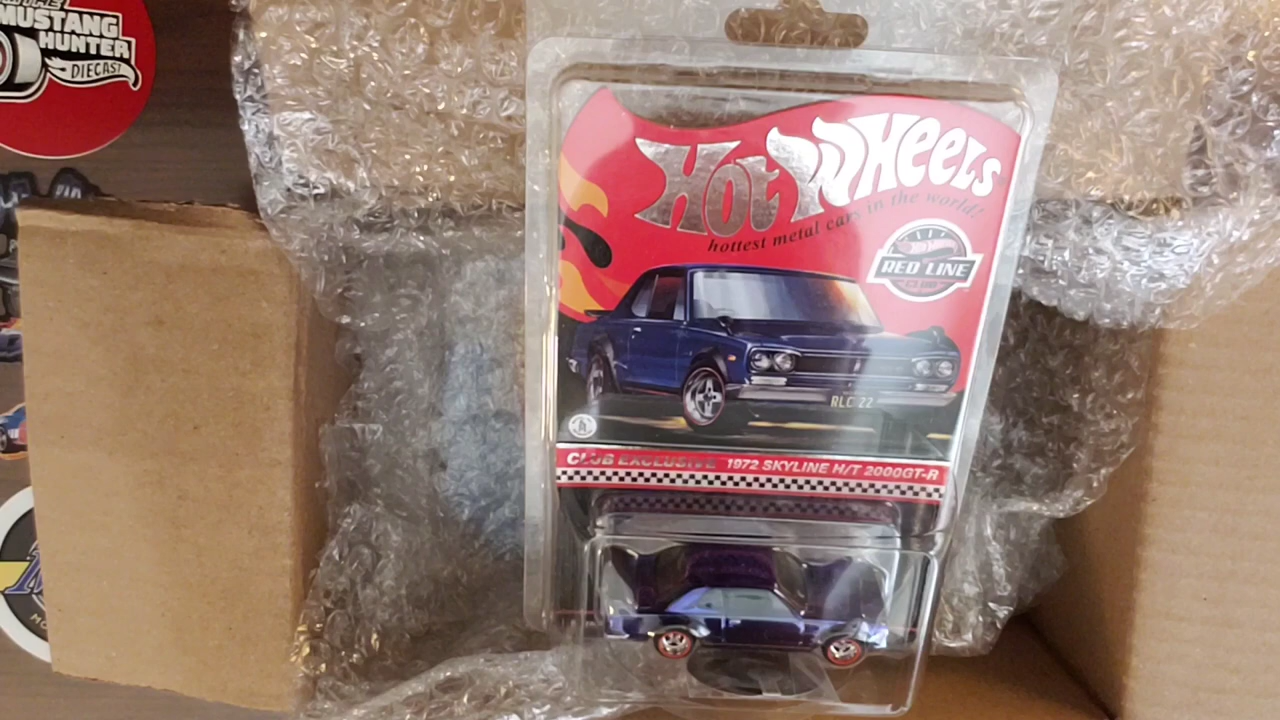 MUSTANG
HUNTER
DIECAST
HOT WHEELS
hottest metal cars in the world!
RED LINE
CLUB
RLC 22
CLUB EXCLUSIVE 1972 SKYLINE H/T 2000GT-R